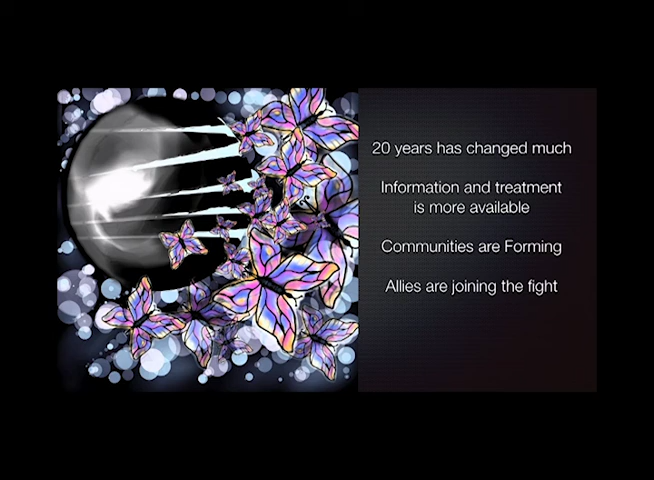 20 years has changed much
Information and treatment
is more available
Communities are Forming
Allies are joining the fight